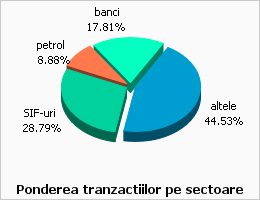 banci
17.81%
petrol
8.88%
altele
44.53%
SIF-uri
28.79%
Ponderea tranzactiilor pe sectoare